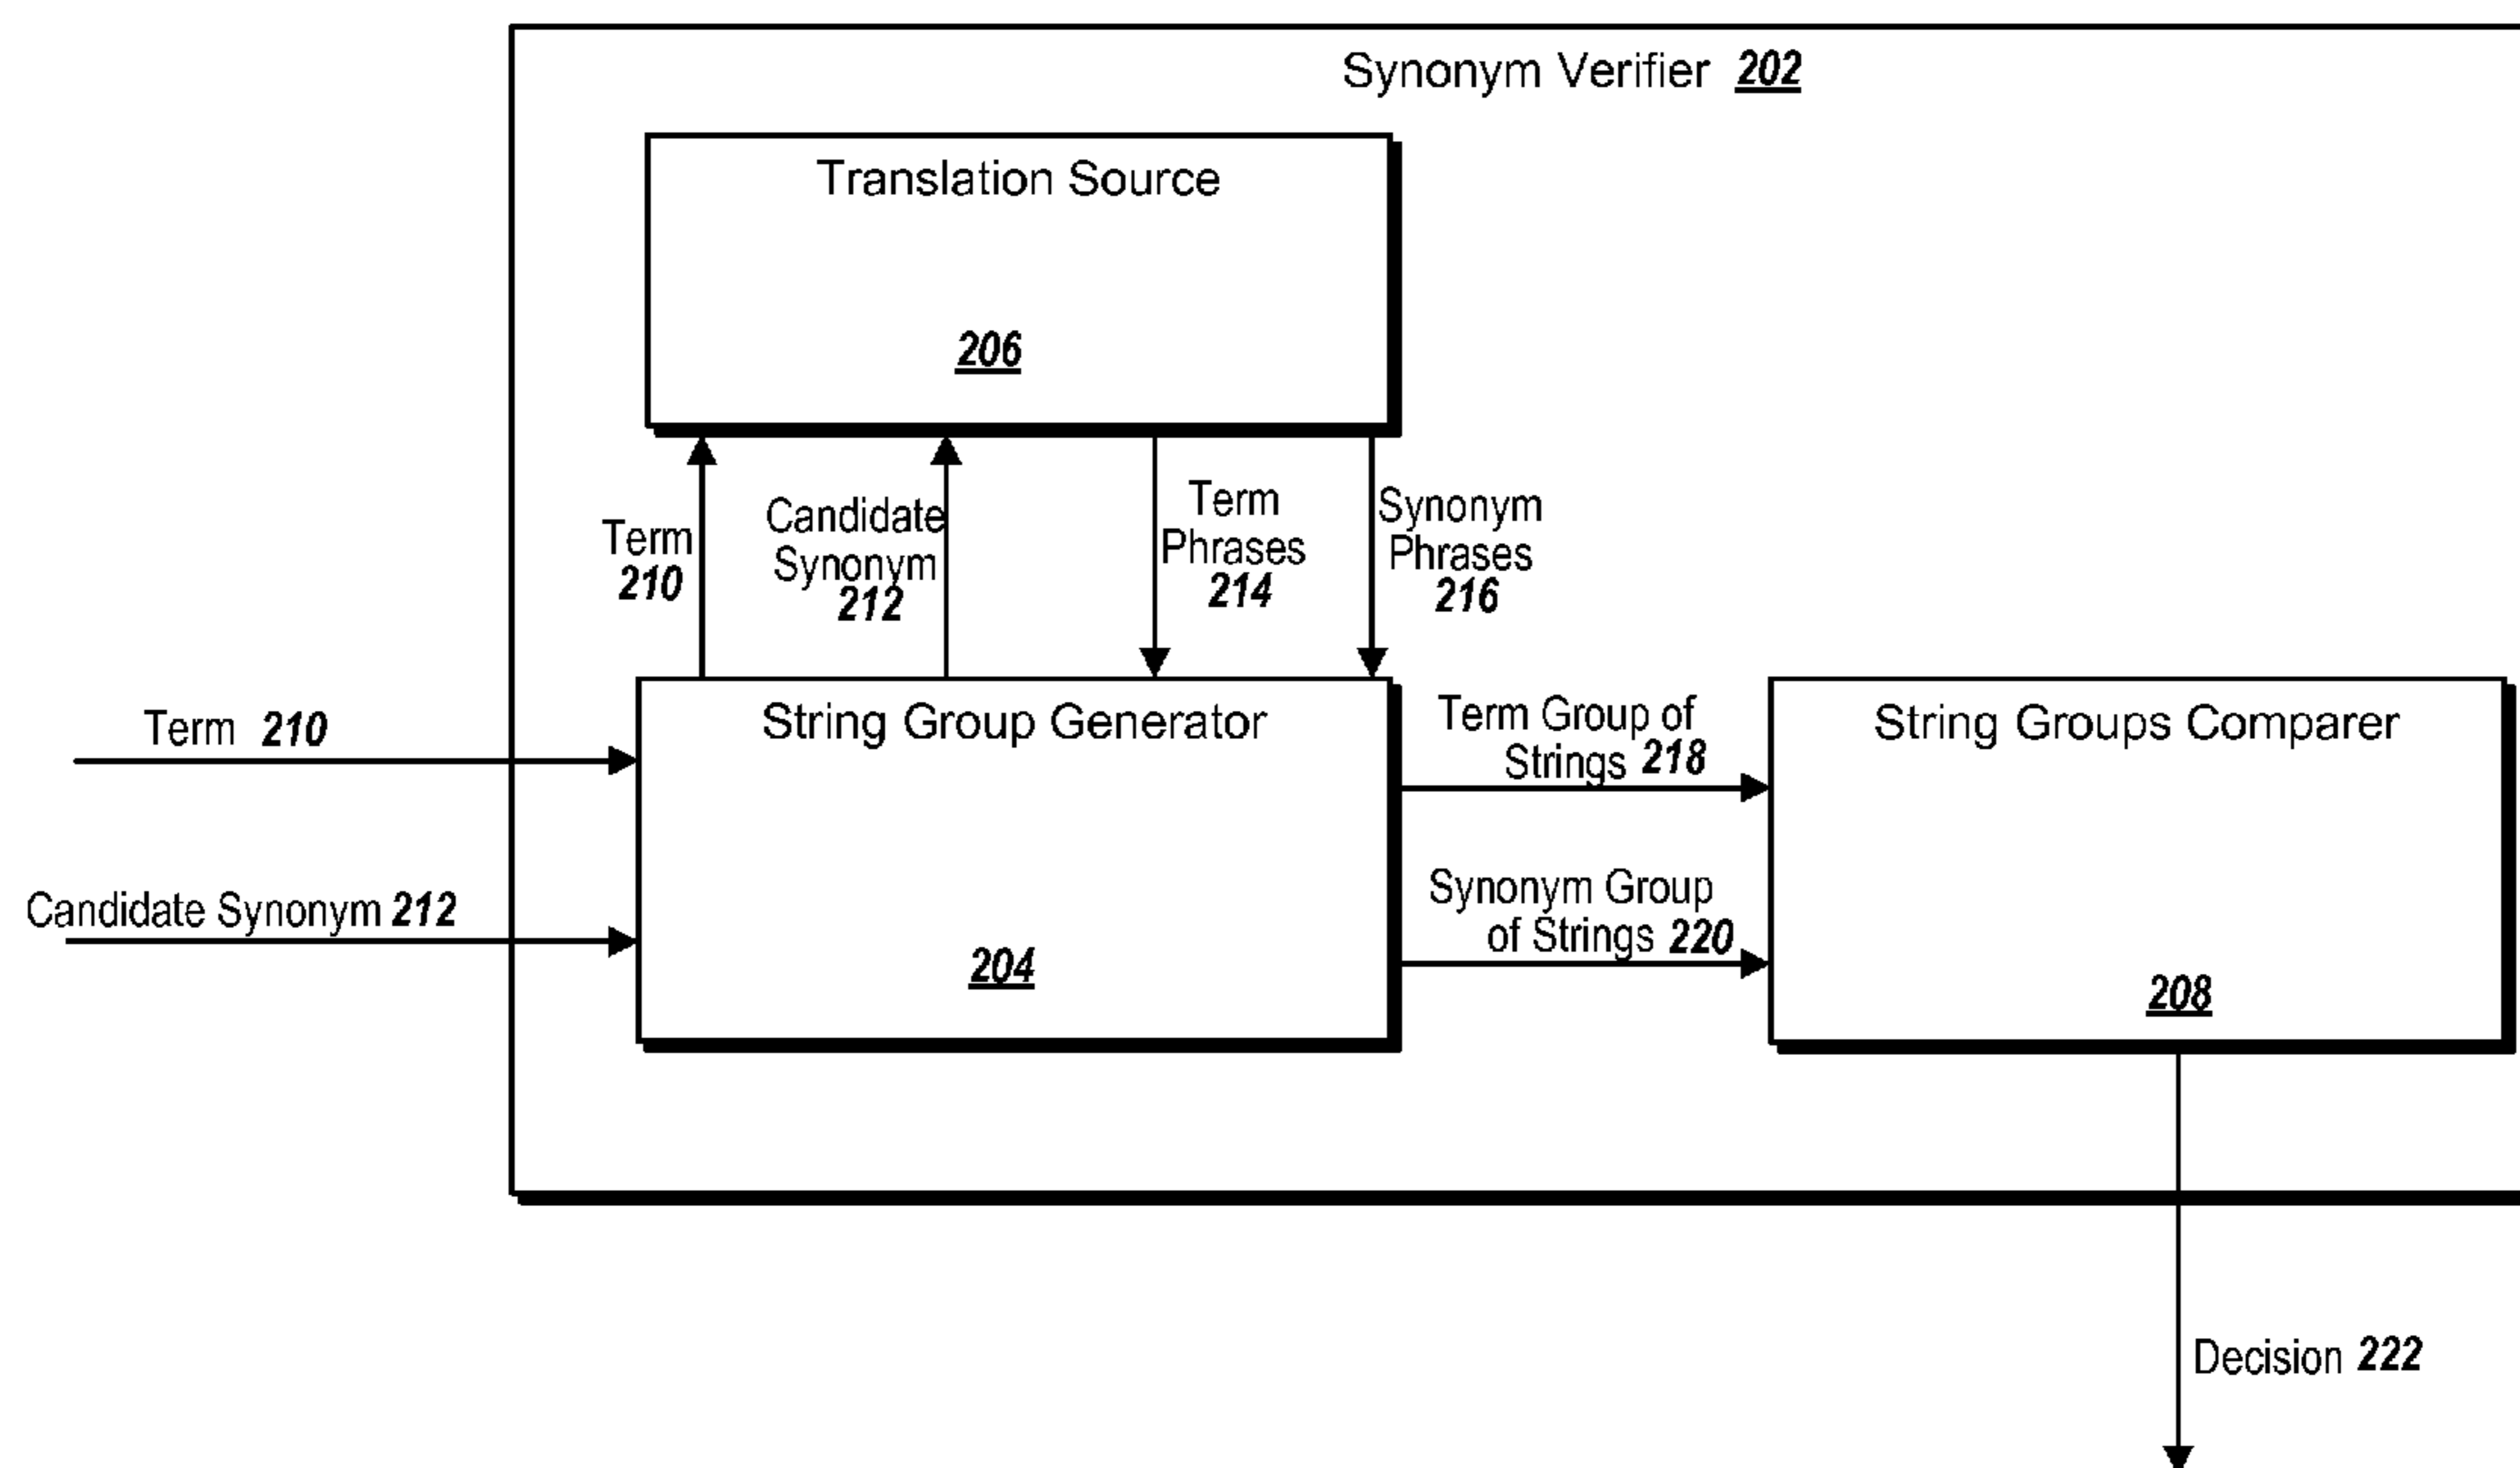 Synonym Verifier 202
Translation Source
206
Term
210
Candidate
Synonym
212
Term
Phrases
214
Synonym
Phrases
216
Term 210
Candidate Synonym 212
String Group Generator
204
Term Group of
Strings 218
Synonym Group
of Strings 220
String Groups Comparer
208
Decision 222